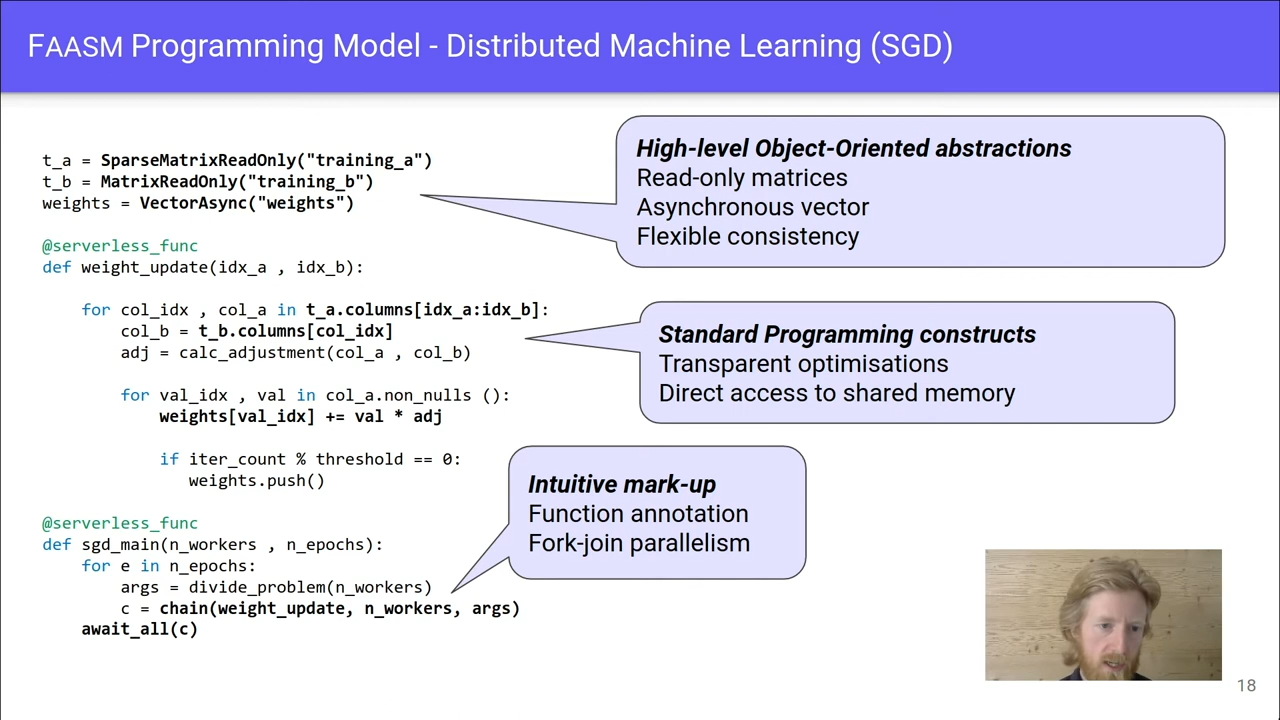 FAASM Programming Model - Distributed Machine Learning (SGD)
t_a = SparseMatrixReadOnly("training_a")
t_b = MatrixReadOnly("training_b")
weights = VectorAsync("weights")
@serverless_func
def weight_update(idx_a , idx_b):
for col_idx , col_a in t_a.columns[idx_a:idx_b]:
col_b = t_b.columns[col_idx]
adj = calc_adjustment(col_a , col_b)
for val_idx , val in col_a.non_nulls ():
weights[val_idx] += val * adj
if iter_count % threshold == 0:
weights.push()
@serverless_func
def sgd_main(n_workers , n_epochs):
for e in n_epochs:
args = divide_problem(n_workers)
c = chain(weight_update, n_workers, args)
await_all(c)
High-level Object-Oriented abstractions
Read-only matrices
Asynchronous vector
Flexible consistency
Standard Programming constructs
Transparent optimisations
Direct access to shared memory
Intuitive mark-up
Function annotation
Fork-join parallelism
18